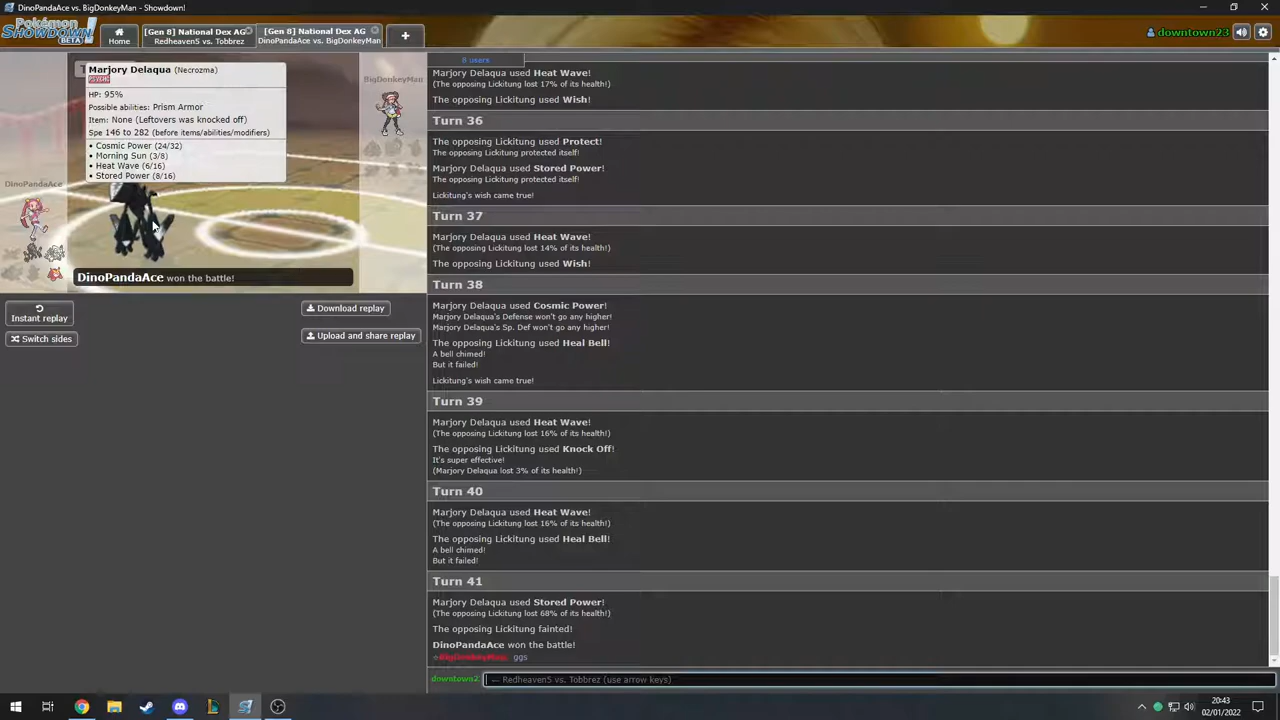 DinoPandaAce vs. BigDonkeyMan - Showdown!
Pokémon
SHOWDOWN!
BETA
Home
[Gen 8] National Dex AG
Redheaven5 vs. Tobbrez
[Gen 8] National Dex AG
DinoPandaAce vs. BigDonkeyMan
downtown23
Marjory Delaqua (Necrozma)
PSYCHIC
HP: 95%
Possible abilities: Prism Armor
Item: None (Leftovers was knocked off)
Spe 146 to 282 (before items/abilities/modifiers)
• Cosmic Power (24/32)
• Morning Sun (3/8)
• Heat Wave (6/16)
• Stored Power (8/16)
BigDonkeyMan
DinoPandaAce
DinoPandaAce won the battle!
Instant replay
Switch sides
Download replay
Upload and share replay
8 users
Marjory Delaqua used Heat Wave!
(The opposing Lickitung lost 17% of its health!)
The opposing Lickitung used Wish!
Turn 36
The opposing Lickitung used Protect!
The opposing Lickitung protected itself!
Marjory Delaqua used Stored Power!
The opposing Lickitung protected itself!
Lickitung's wish came true!
Turn 37
Marjory Delaqua used Heat Wave!
(The opposing Lickitung lost 14% of its health!)
The opposing Lickitung used Wish!
Turn 38
Marjory Delaqua used Cosmic Power!
Marjory Delaqua's Defense won't go any higher!
Marjory Delaqua's Sp. Def won't go any higher!
The opposing Lickitung used Heal Bell!
A bell chimed!
But it failed!
Lickitung's wish came true!
Turn 39
Marjory Delaqua used Heat Wave!
(The opposing Lickitung lost 16% of its health!)
The opposing Lickitung used Knock Off!
It's super effective!
(Marjory Delaqua lost 3% of its health!)
Turn 40
Marjory Delaqua used Heat Wave!
(The opposing Lickitung lost 16% of its health!)
The opposing Lickitung used Heal Bell!
A bell chimed!
But it failed!
Turn 41
Marjory Delaqua used Stored Power!
(The opposing Lickitung lost 68% of its health!)
The opposing Lickitung fainted!
DinoPandaAce won the battle!
☆BigDonkeyMan: ggs
downtown2
← Redheaven5 vs. Tobbrez (use arrow keys)
20:43
02/01/2022